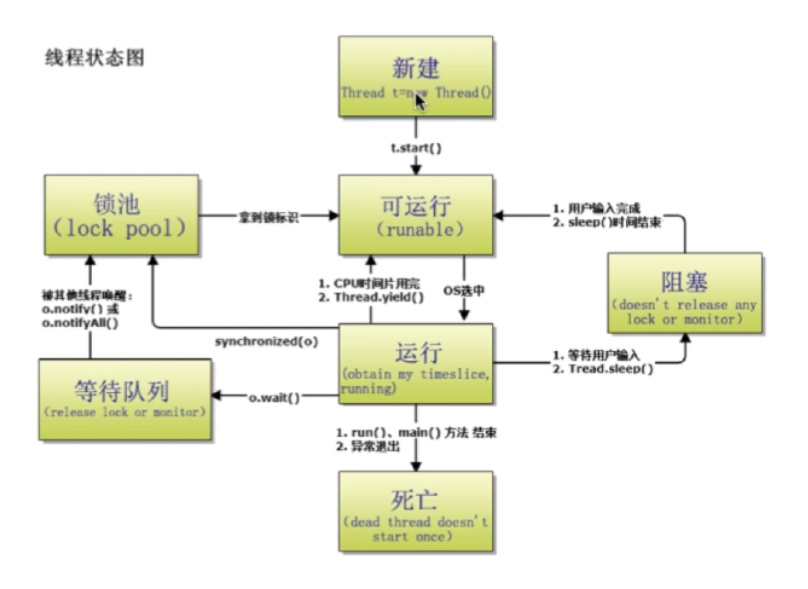 线程状态图
新建
Thread t=new Thread()
t.start()
锁池
(lock pool)
拿到锁标识
可运行
(runable)
1. 用户输入完成
2. sleep()时间结束
阻塞
(doesn't release any
lock or monitor)
被其他线程唤醒:
o.notify() 或
o.notifyAll()
1. CPU时间片用完
2. Thread.yield()
OS选中
synchronized(o)
运行
(obtain my timeslice,
running)
1. 等待用户输入
2. Tread.sleep()
等待队列
(release lock or monitor)
o.wait()
1. run()、main() 方法 结束
2. 异常退出
死亡
(dead thread doesn't
start once)